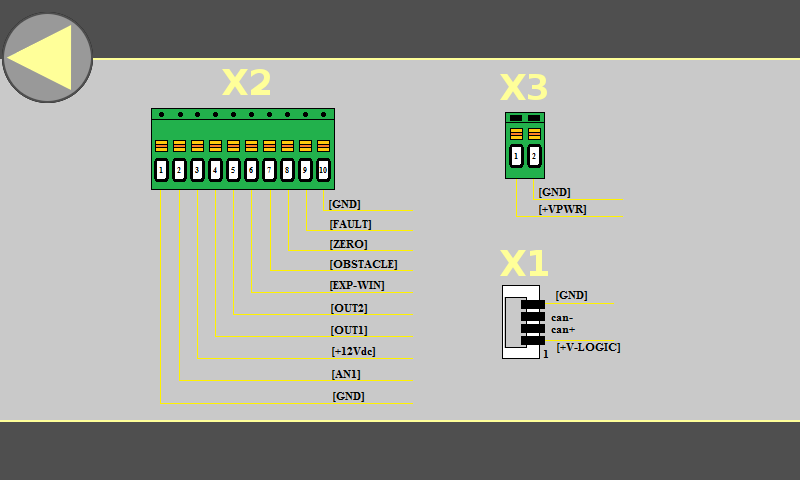 X2
1 2 3 4 5 6 7 8 9 10
[GND]
[FAULT]
[ZERO]
[OBSTACLE]
[EXP-WIN]
[OUT2]
[OUT1]
[+12Vdc]
[AN1]
[GND]
X3
1 2
[GND]
[+VPWR]
X1
[GND]
can-
can+
[+V-LOGIC]
1